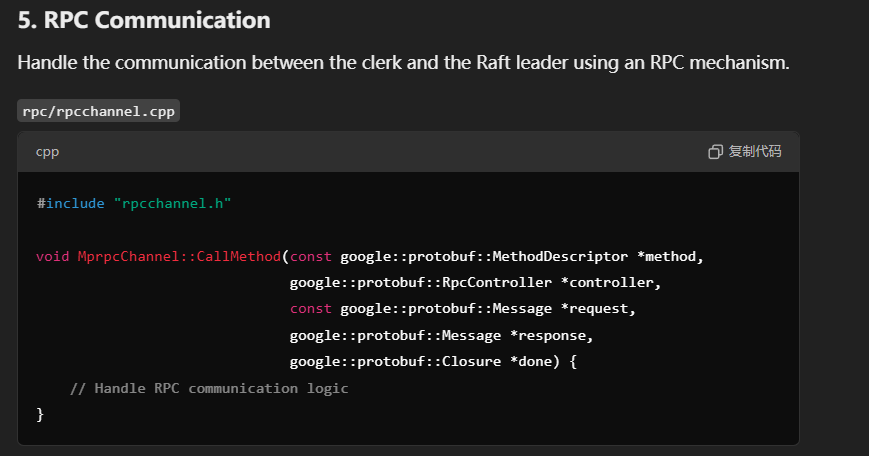 5. RPC Communication
Handle the communication between the clerk and the Raft leader using an RPC mechanism.
rpc/rpcchannel.cpp
cpp 复制代码
#include "rpcchannel.h"
void MprpcChannel::CallMethod(const google::protobuf::MethodDescriptor *method,
google::protobuf::RpcController *controller,
const google::protobuf::Message *request,
google::protobuf::Message *response,
google::protobuf::Closure *done) {
// Handle RPC communication logic
}